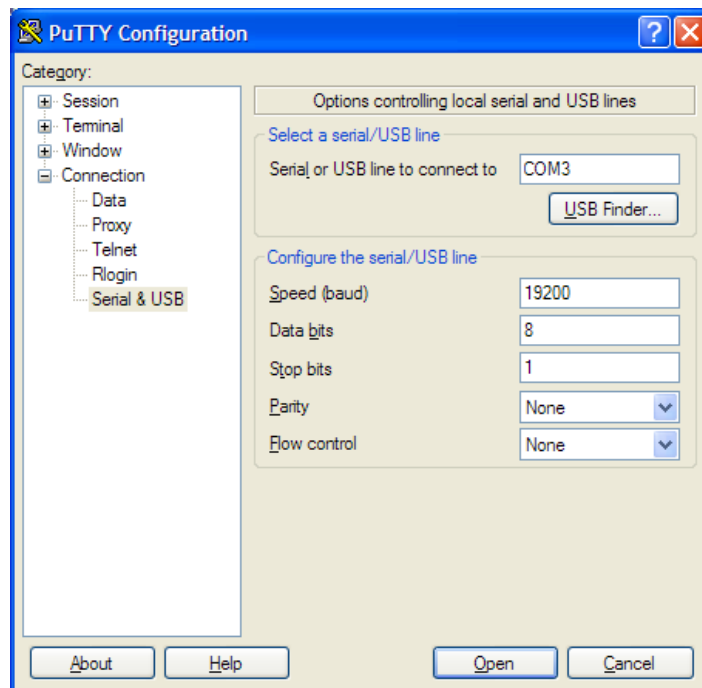 PuTTY Configuration
Category:
Session
Terminal
Window
Connection
Data
Proxy
Telnet
Rlogin
Serial & USB
Options controlling local serial and USB lines
Select a serial/USB line
Serial or USB line to connect to COM3
USB Finder...
Configure the serial/USB line
Speed (baud) 19200
Data bits 8
Stop bits 1
Parity None
Flow control None
About Help Open Cancel